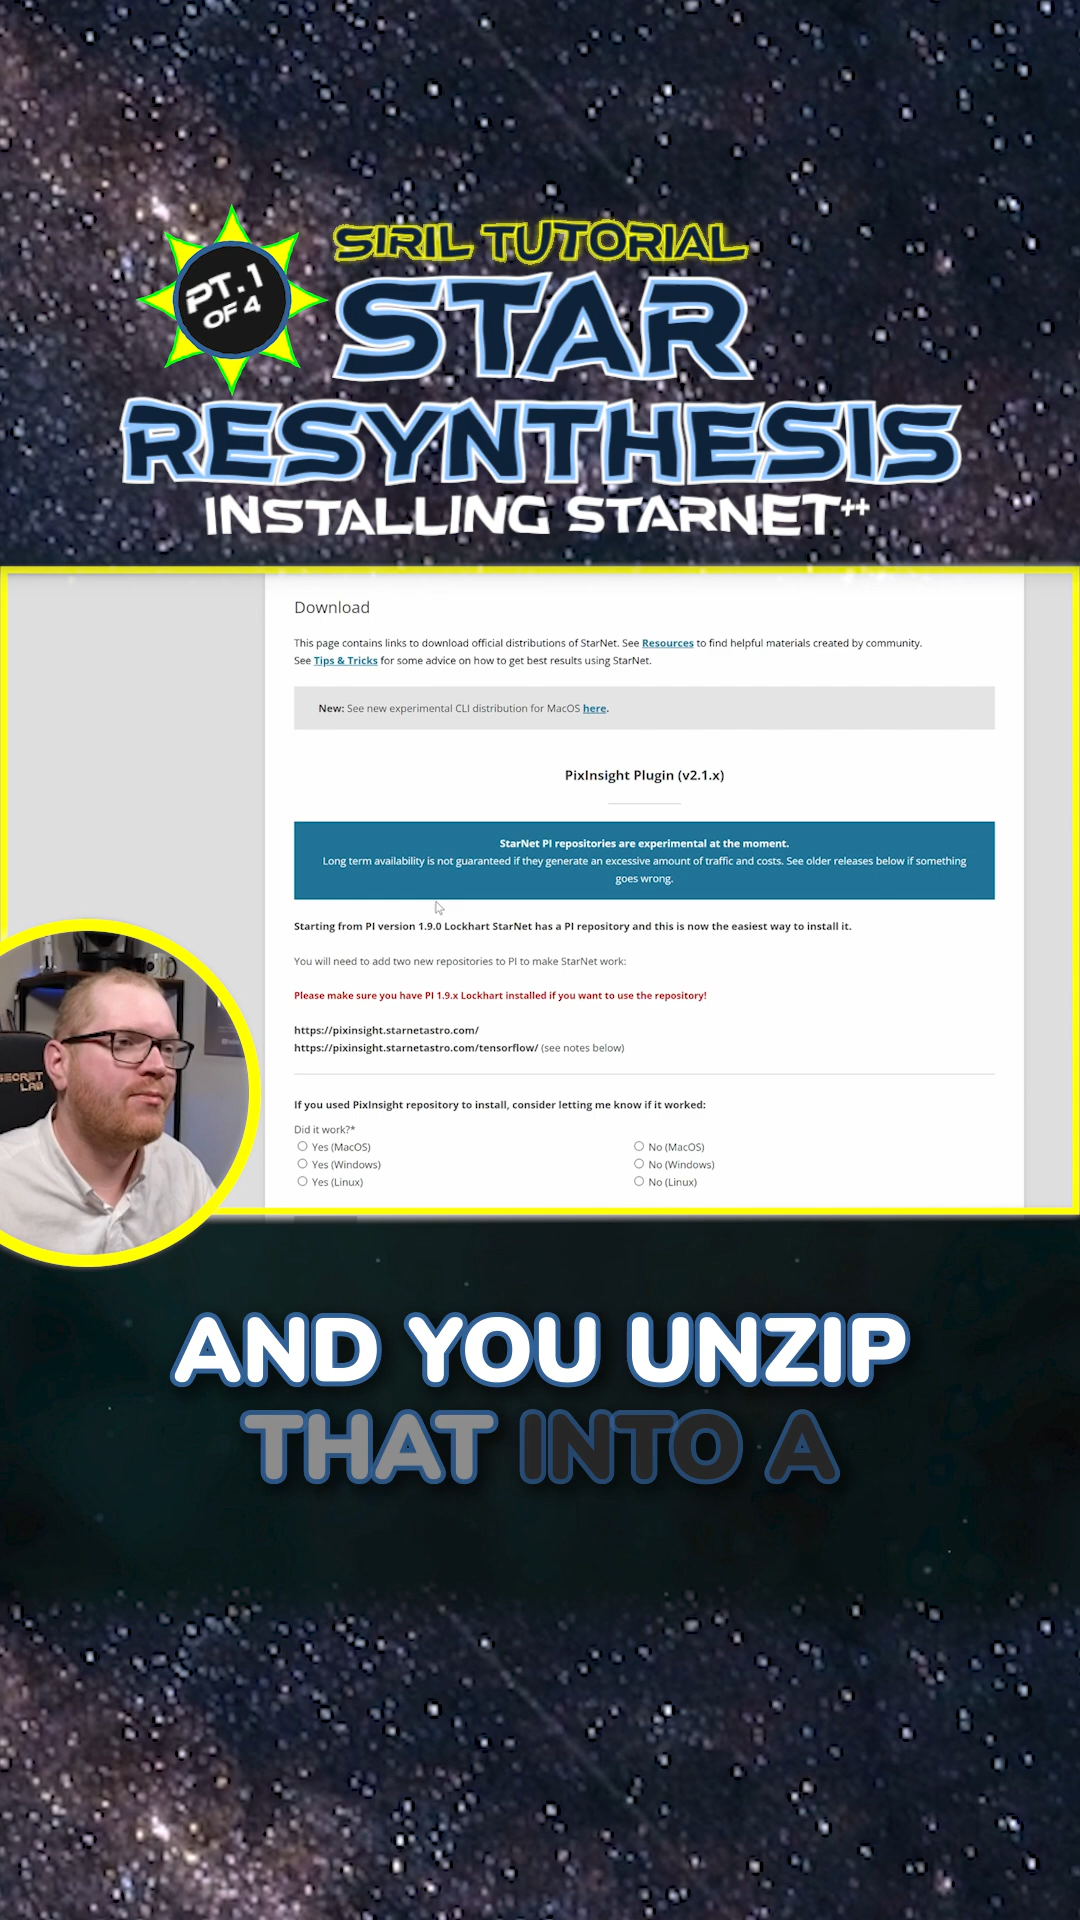 PT.1
OF 4
SIRIL TUTORIAL
STAR
RESYNTHESIS
INSTALLING STARNET++
Download
This page contains links to download official distributions of StarNet. See Resources to find helpful materials created by community.
See Tips & Tricks for some advice on how to get best results using StarNet.
New: See new experimental CLI distribution for MacOS here.
PixInsight Plugin (v2.1.x)
StarNet PI repositories are experimental at the moment.
Long term availability is not guaranteed if they generate an excessive amount of traffic and costs. See older releases below if something
goes wrong.
Starting from PI version 1.9.0 Lockhart StarNet has a PI repository and this is now the easiest way to install it.
You will need to add two new repositories to PI to make StarNet work:
Please make sure you have PI 1.9.x Lockhart installed if you want to use the repository!
https://pixinsight.starnetastro.com/
https://pixinsight.starnetastro.com/tensorflow/ (see notes below)
If you used PixInsight repository to install, consider letting me know if it worked:
Did it work?*
Yes (MacOS) No (MacOS)
Yes (Windows) No (Windows)
Yes (Linux) No (Linux)
SECRET
LAB
AND YOU UNZIP
THAT INTO A